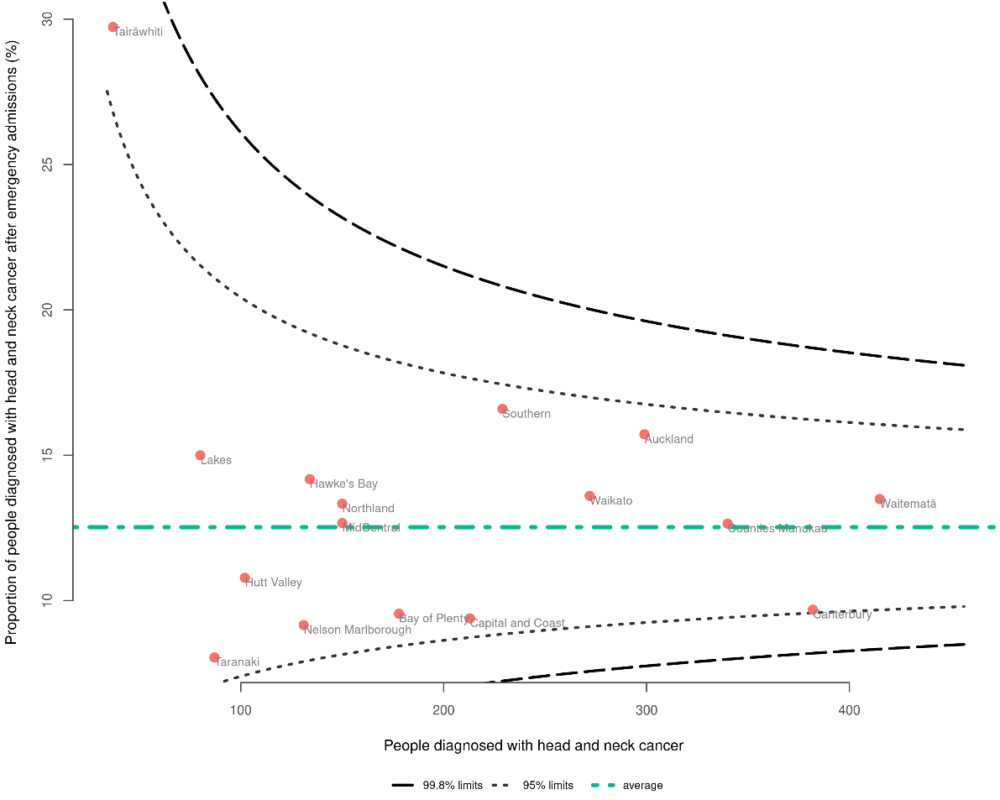 Proportion of people diagnosed with head and neck cancer after emergency admissions (%)
30
25
20
15
10
Tairāwhiti
Southern
Auckland
Lakes
Hawke's Bay
Waikato
Waitematā
Northland
MidCentral
Counties Manukau
Hutt Valley
Bay of Plenty
Capital and Coast
Canterbury
Nelson Marlborough
Taranaki
100 200 300 400
People diagnosed with head and neck cancer
99.8% limits 95% limits average